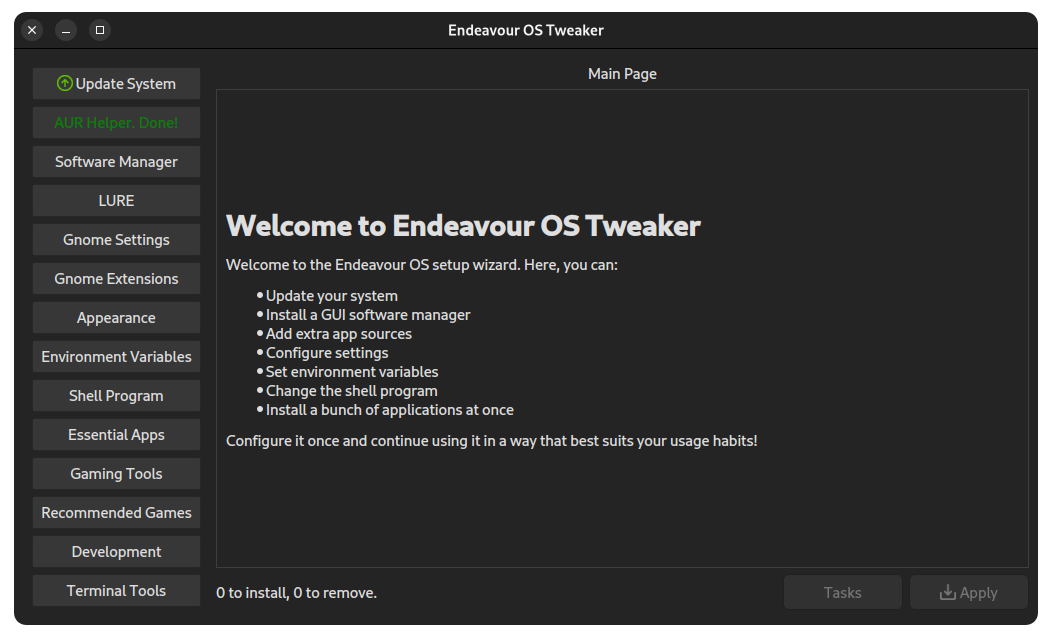 Endeavour OS Tweaker
Update System
AUR Helper. Done!
Software Manager
LURE
Gnome Settings
Gnome Extensions
Appearance
Environment Variables
Shell Program
Essential Apps
Gaming Tools
Recommended Games
Development
Terminal Tools
Main Page
Welcome to Endeavour OS Tweaker
Welcome to the Endeavour OS setup wizard. Here, you can:
• Update your system
• Install a GUI software manager
• Add extra app sources
• Configure settings
• Set environment variables
• Change the shell program
• Install a bunch of applications at once
Configure it once and continue using it in a way that best suits your usage habits!
0 to install, 0 to remove.
Tasks
Apply